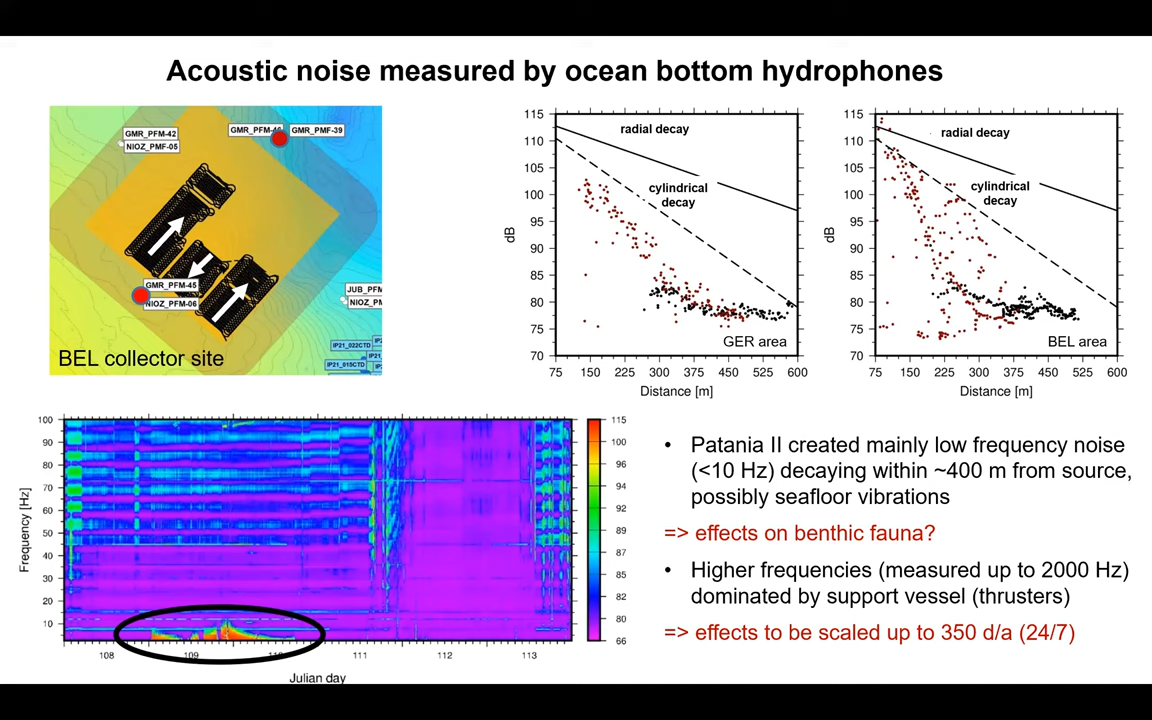 Acoustic noise measured by ocean bottom hydrophones
GMR_PFM-42
NIOZ_PMF-05
GMR_PMF-39
GMR_PFM-45
NIOZ_PFM-06
JUB_PFM
NIOZ_PM
IP21_022CTD
IP21_015CTD
BEL collector site
115
110
105
100
95
90
85
80
75
70
dB
radial decay
cylindrical
decay
GER area
75 150 225 300 375 450 525 600
Distance [m]
115
110
105
100
95
90
85
80
75
70
dB
radial decay
cylindrical
decay
BEL area
75 150 225 300 375 450 525 600
Distance [m]
100
90
80
70
60
50
40
30
20
10
Frequency [Hz]
108 109 110 111 112 113
Julian day
115
100
96
94
92
89
87
85
82
80
66
• Patania II created mainly low frequency noise
(<10 Hz) decaying within ~400 m from source,
possibly seafloor vibrations
=> effects on benthic fauna?
• Higher frequencies (measured up to 2000 Hz)
dominated by support vessel (thrusters)
=> effects to be scaled up to 350 d/a (24/7)